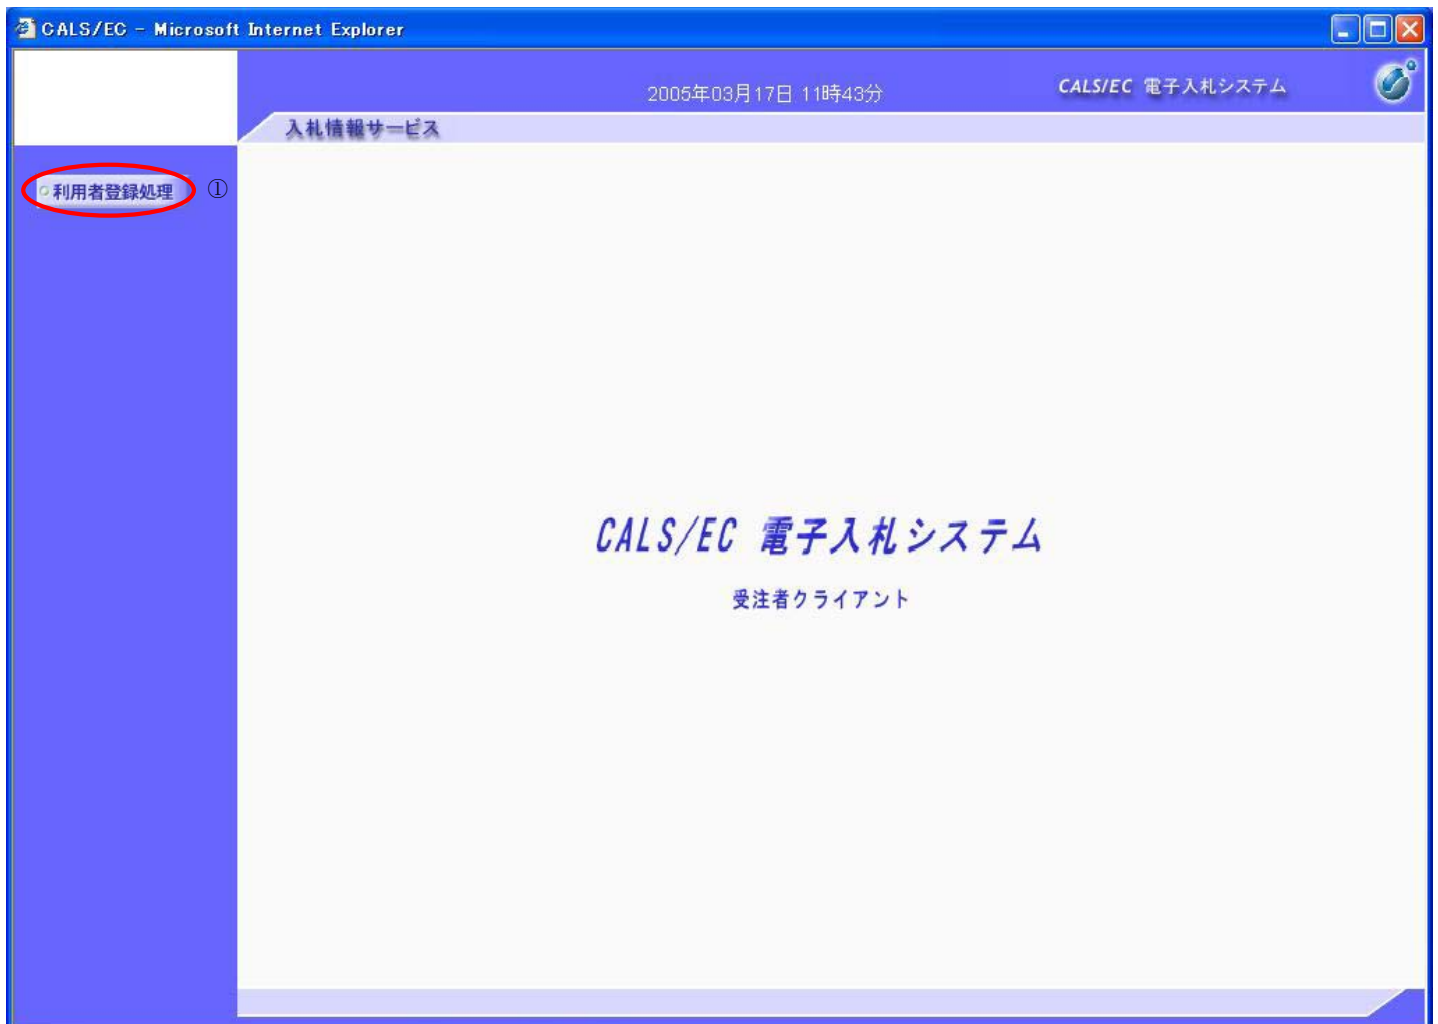 CALS/EC - Microsoft Internet Explorer
2005年03月17日 11時43分
CALS/EC 電子入札システム
入札情報サービス
利用者登録処理 ①
CALS/EC 電子入札システム
受注者クライアント